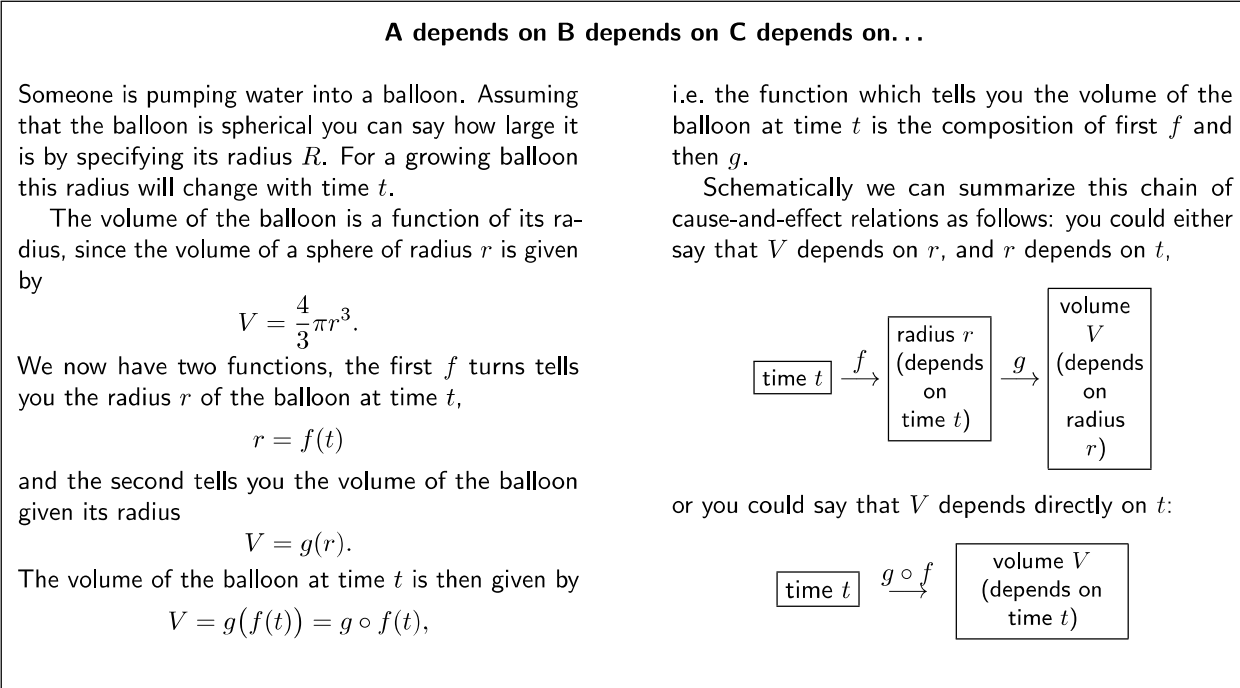 A depends on B depends on C depends on...
Someone is pumping water into a balloon. Assuming
that the balloon is spherical you can say how large it
is by specifying its radius R. For a growing balloon
this radius will change with time t.
The volume of the balloon is a function of its ra-
dius, since the volume of a sphere of radius r is given
by
V = 4/3 πr³.
We now have two functions, the first f turns tells
you the radius r of the balloon at time t,
r = f(t)
and the second tells you the volume of the balloon
given its radius
V = g(r).
The volume of the balloon at time t is then given by
V = g(f(t)) = g ∘ f(t),
i.e. the function which tells you the volume of the
balloon at time t is the composition of first f and
then g.
Schematically we can summarize this chain of
cause-and-effect relations as follows: you could either
say that V depends on r, and r depends on t,
time t
f
→
radius r
(depends
on
time t)
g
→
volume
V
(depends
on
radius
r)
or you could say that V depends directly on t:
time t
g ∘ f
→
volume V
(depends on
time t)